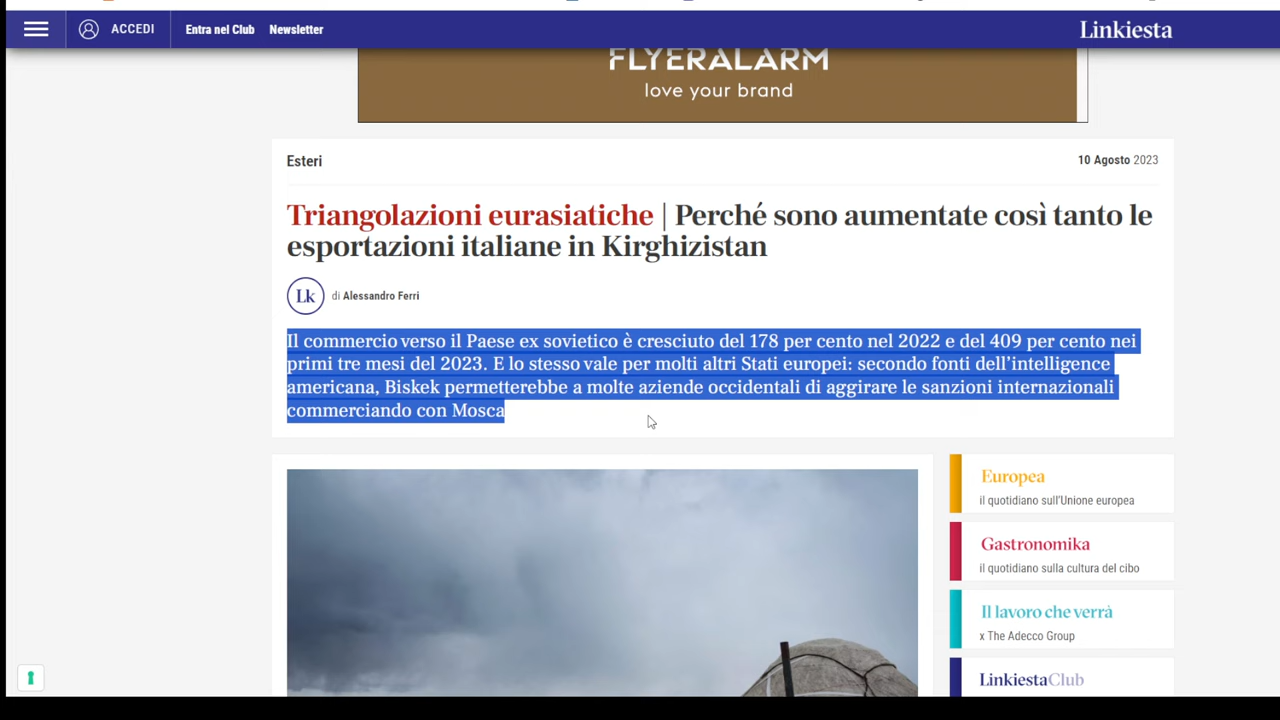 ACCEDI
Entra nel Club
Newsletter
Linkiesta
FLYERALARM
love your brand
Esteri
10 Agosto 2023
Triangolazioni eurasiatiche | Perché sono aumentate così tanto le
esportazioni italiane in Kirghizistan
Lk
di Alessandro Ferri
Il commercio verso il Paese ex sovietico è cresciuto del 178 per cento nel 2022 e del 409 per cento nei
primi tre mesi del 2023. E lo stesso vale per molti altri Stati europei: secondo fonti dell’intelligence
americana, Biskek permetterebbe a molte aziende occidentali di aggirare le sanzioni internazionali
commerciando con Mosca
Europea
il quotidiano sull'Unione europea
Gastronomika
il quotidiano sulla cultura del cibo
Il lavoro che verrà
x The Adecco Group
LinkiestaClub